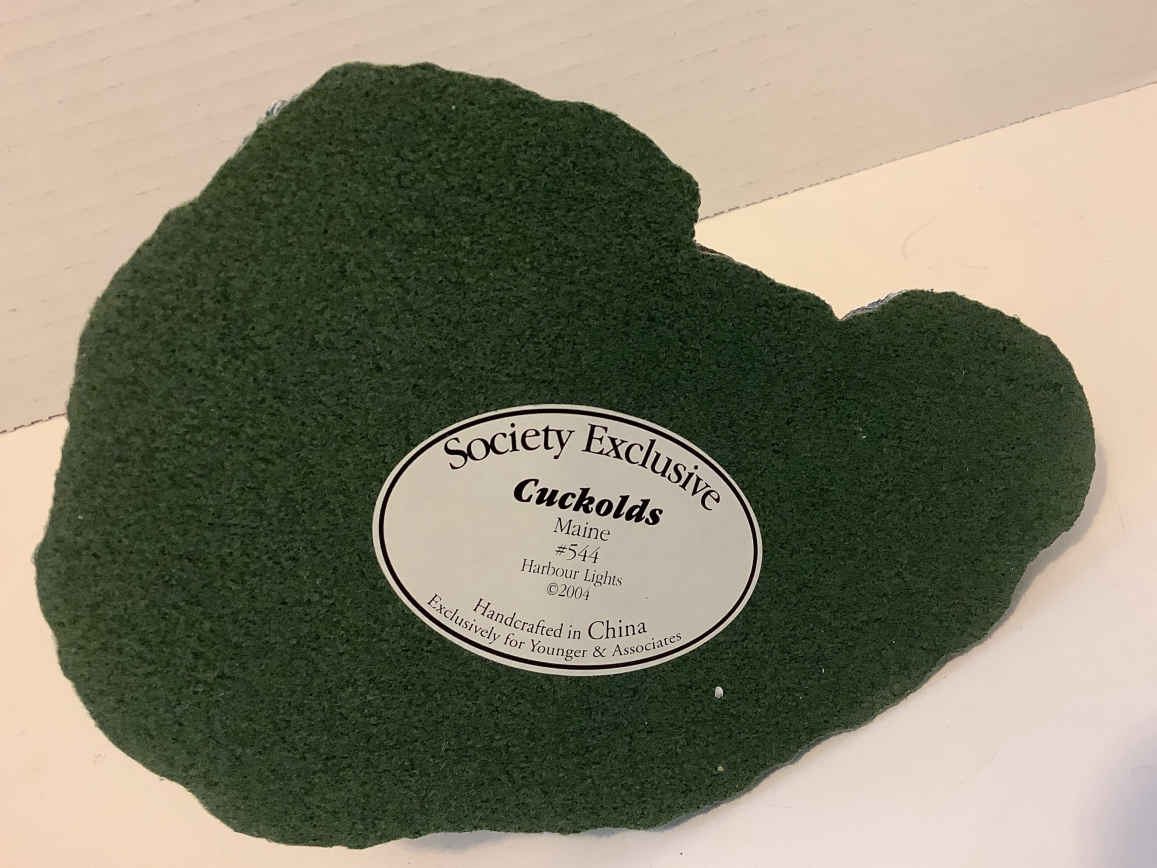 Society Exclusive
Cuckolds
Maine
#544
Harbour Lights
©2004
Handcrafted in China
Exclusively for Younger & Associates